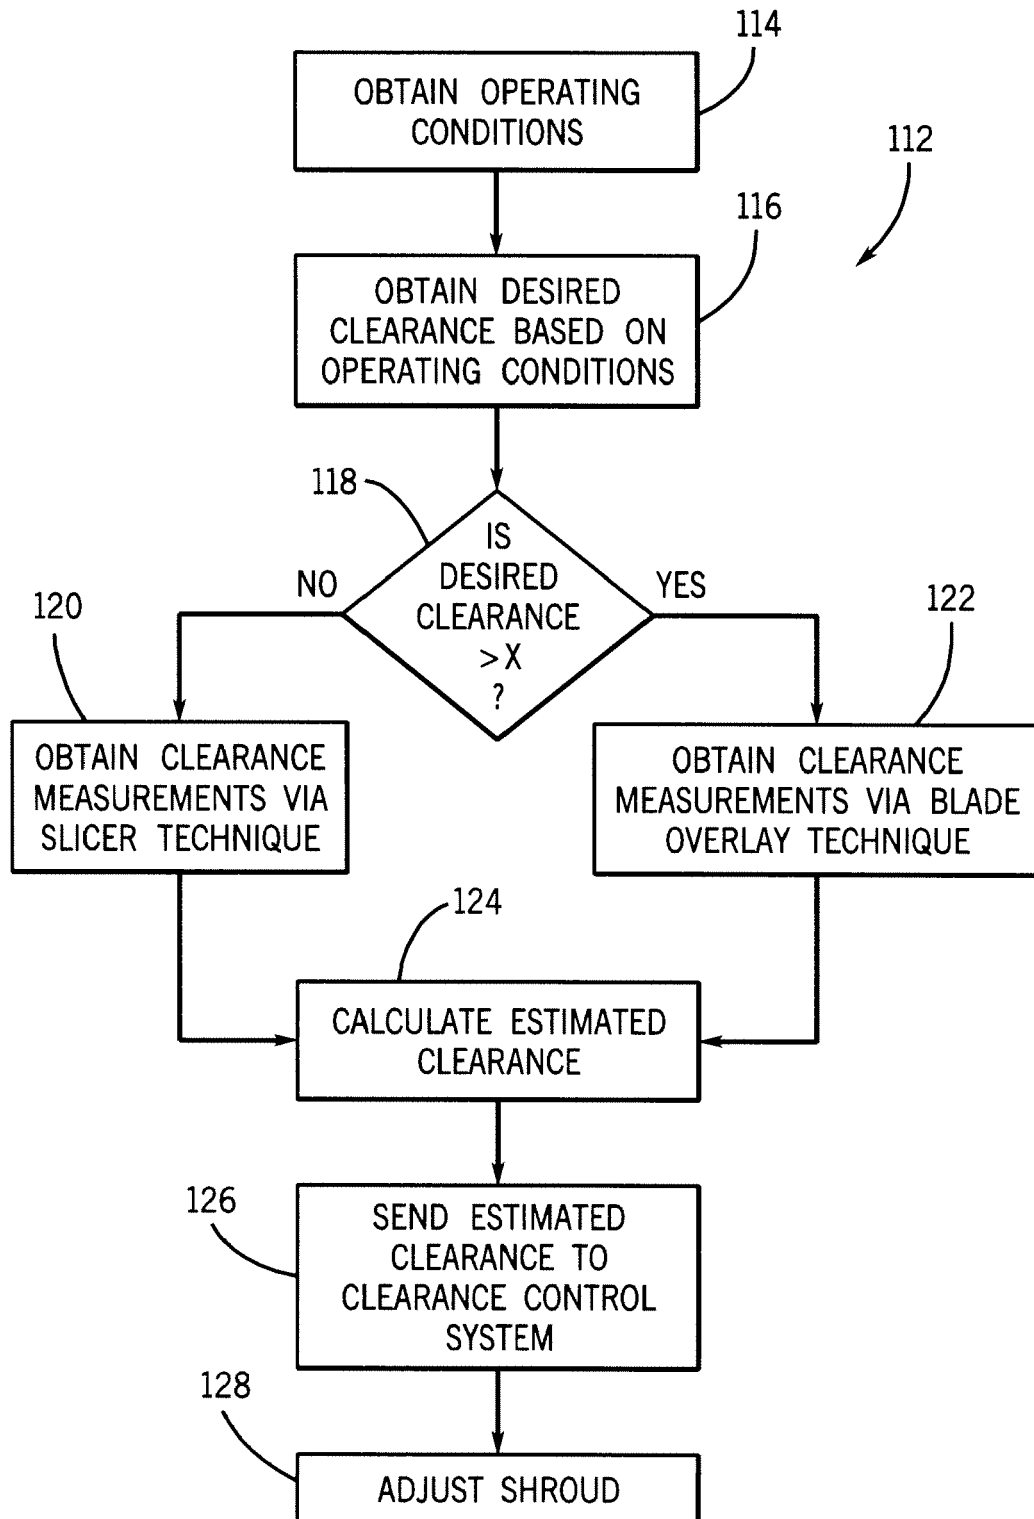 114
OBTAIN OPERATING
CONDITIONS
112
116
OBTAIN DESIRED
CLEARANCE BASED ON
OPERATING CONDITIONS
118
IS
DESIRED
CLEARANCE
>X
?
NO
YES
120
122
OBTAIN CLEARANCE
MEASUREMENTS VIA
SLICER TECHNIQUE
OBTAIN CLEARANCE
MEASUREMENTS VIA BLADE
OVERLAY TECHNIQUE
124
CALCULATE ESTIMATED
CLEARANCE
126
SEND ESTIMATED
CLEARANCE TO
CLEARANCE CONTROL
SYSTEM
128
ADJUST SHROUD